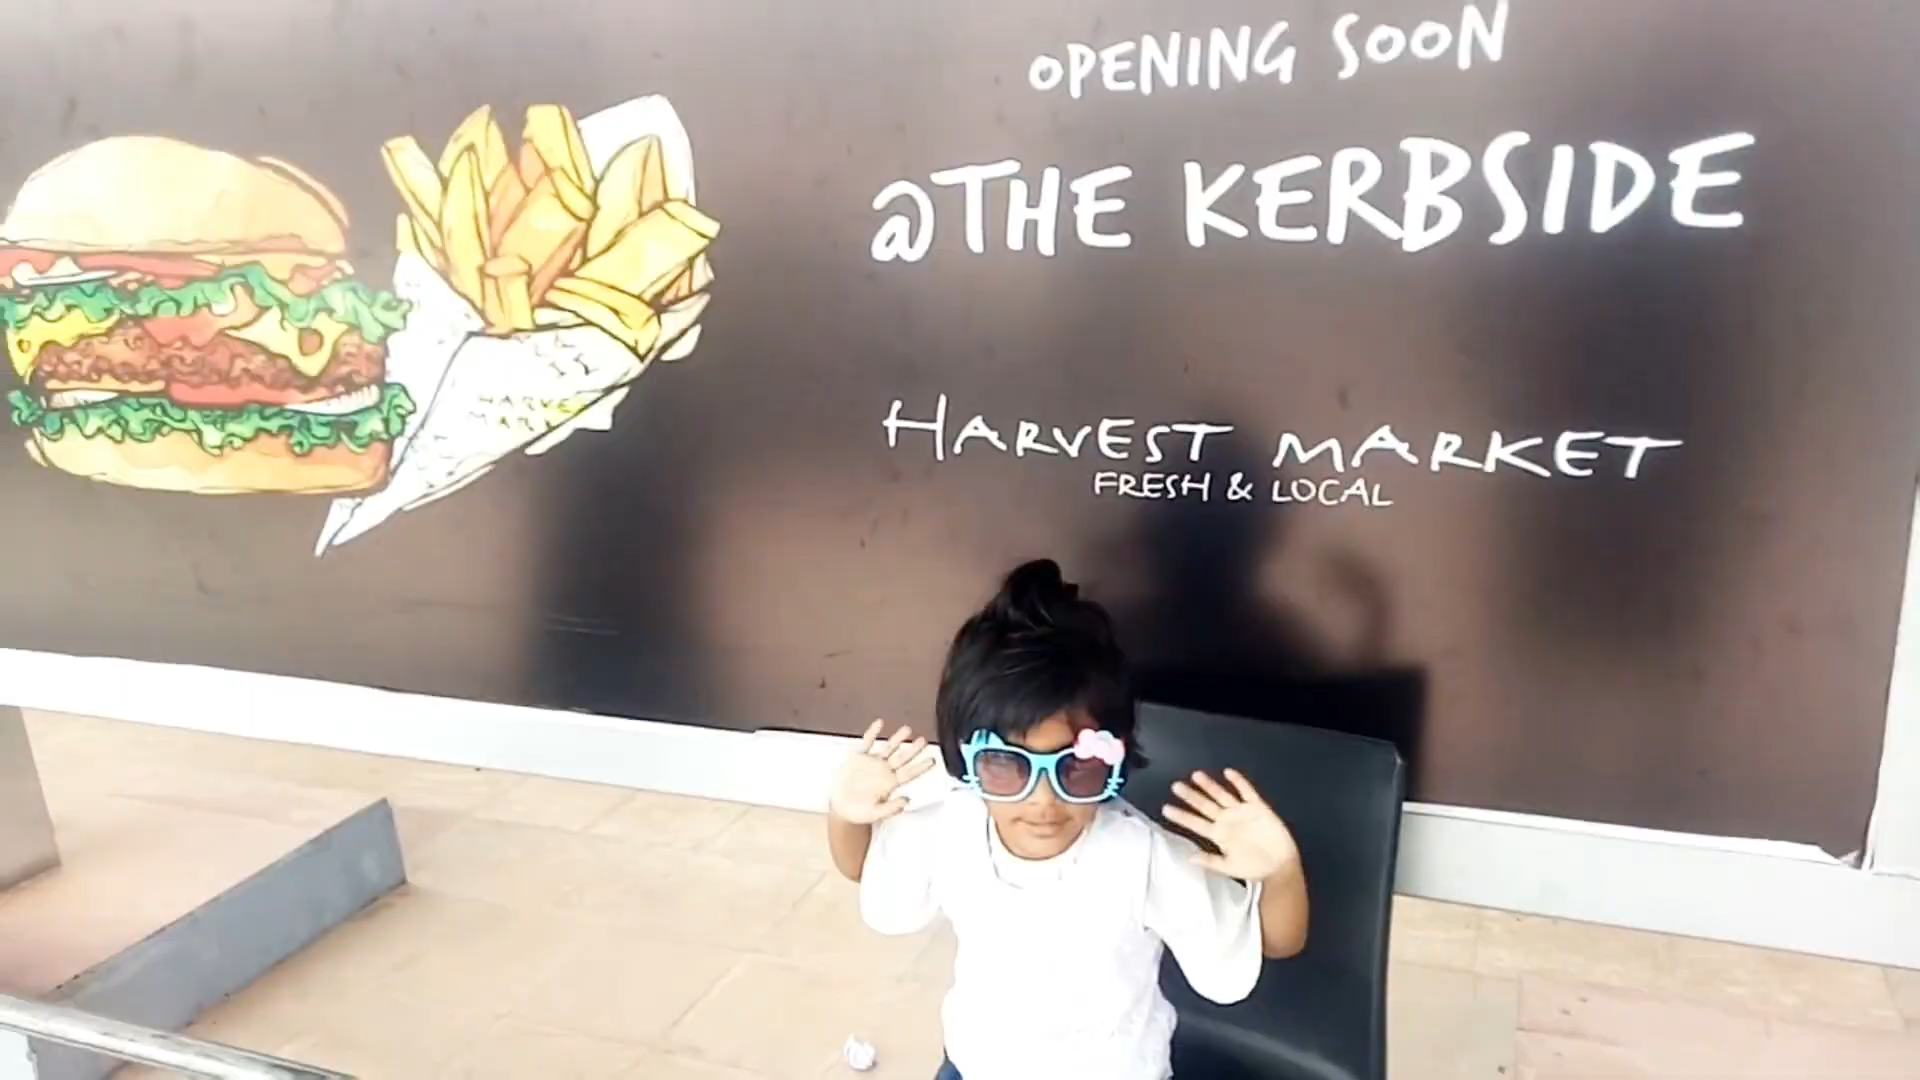 OPENING SOON
@THE KERBSIDE
HARVEST MARKET
FRESH & LOCAL